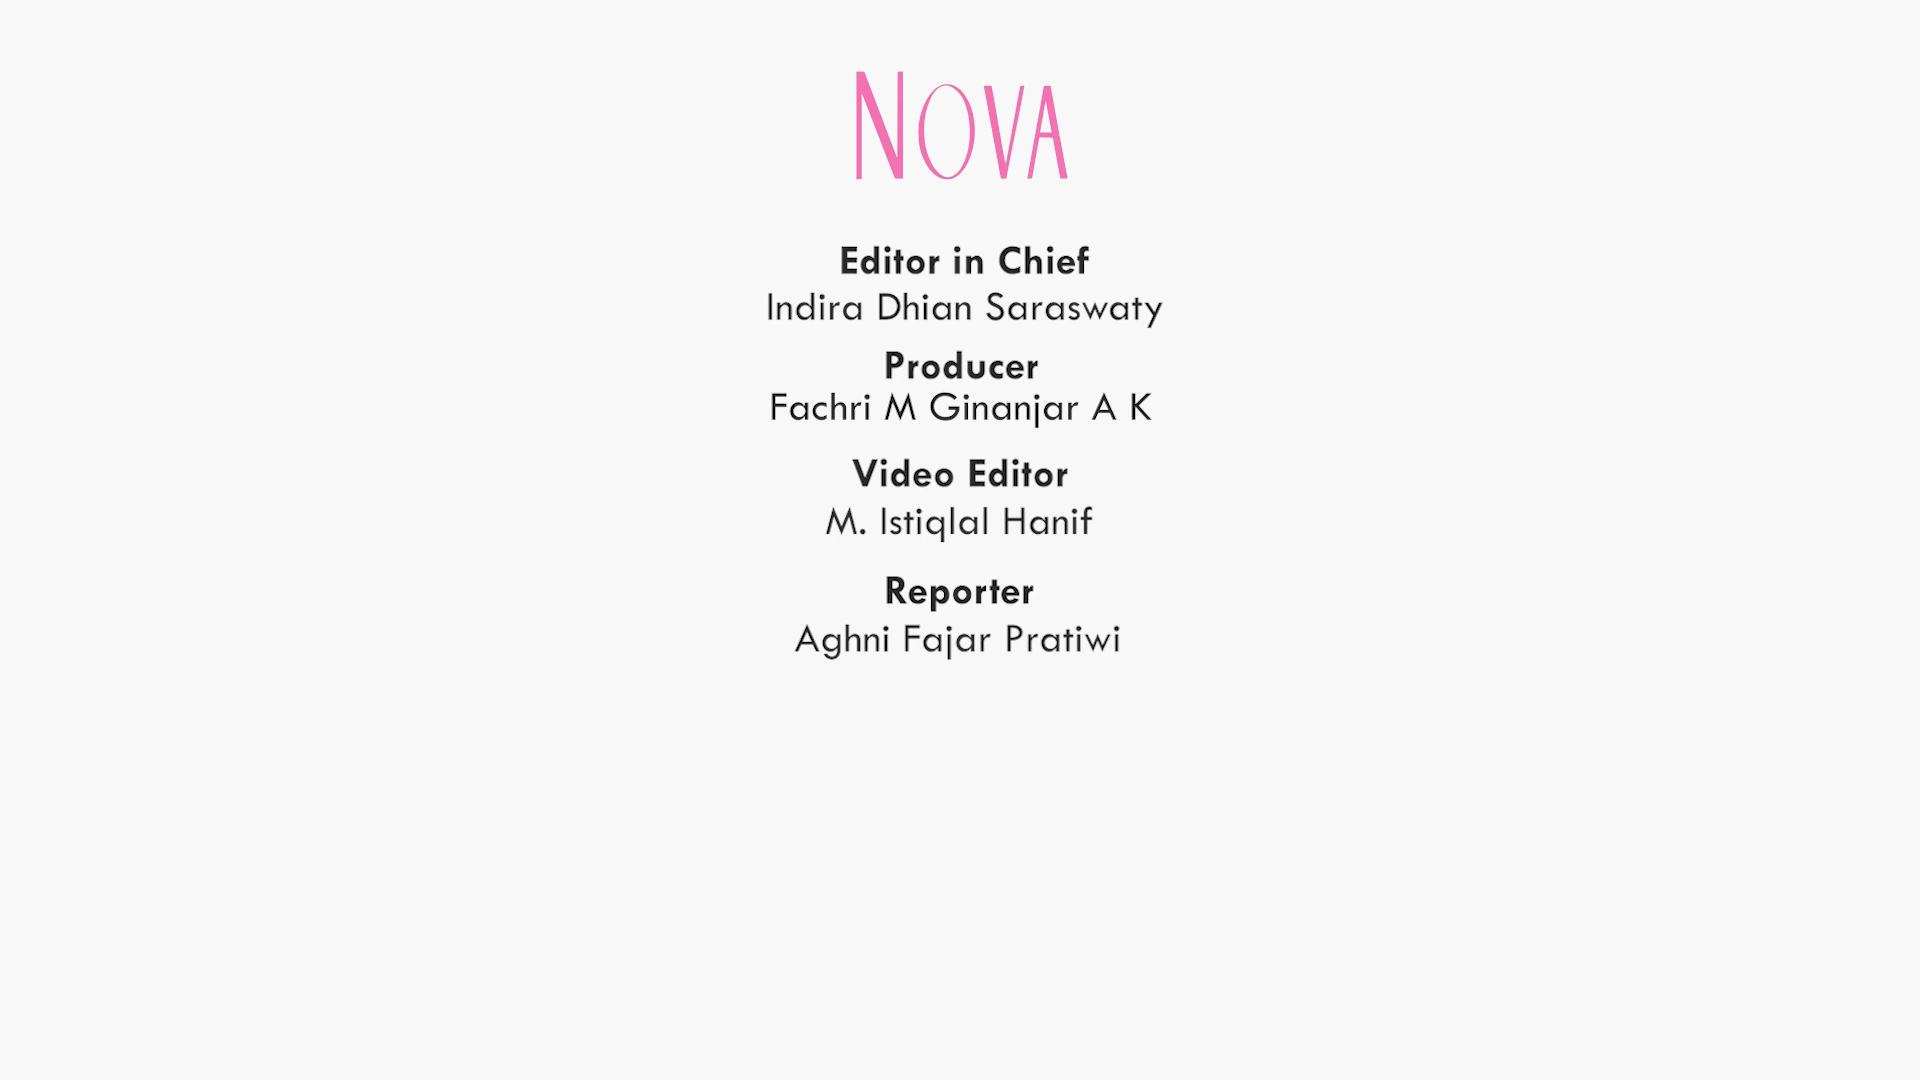 NOVA
Editor in Chief
Indira Dhian Saraswaty
Producer
Fachri M Ginanjar A K
Video Editor
M. Istiqlal Hanif
Reporter
Aghni Fajar Pratiwi